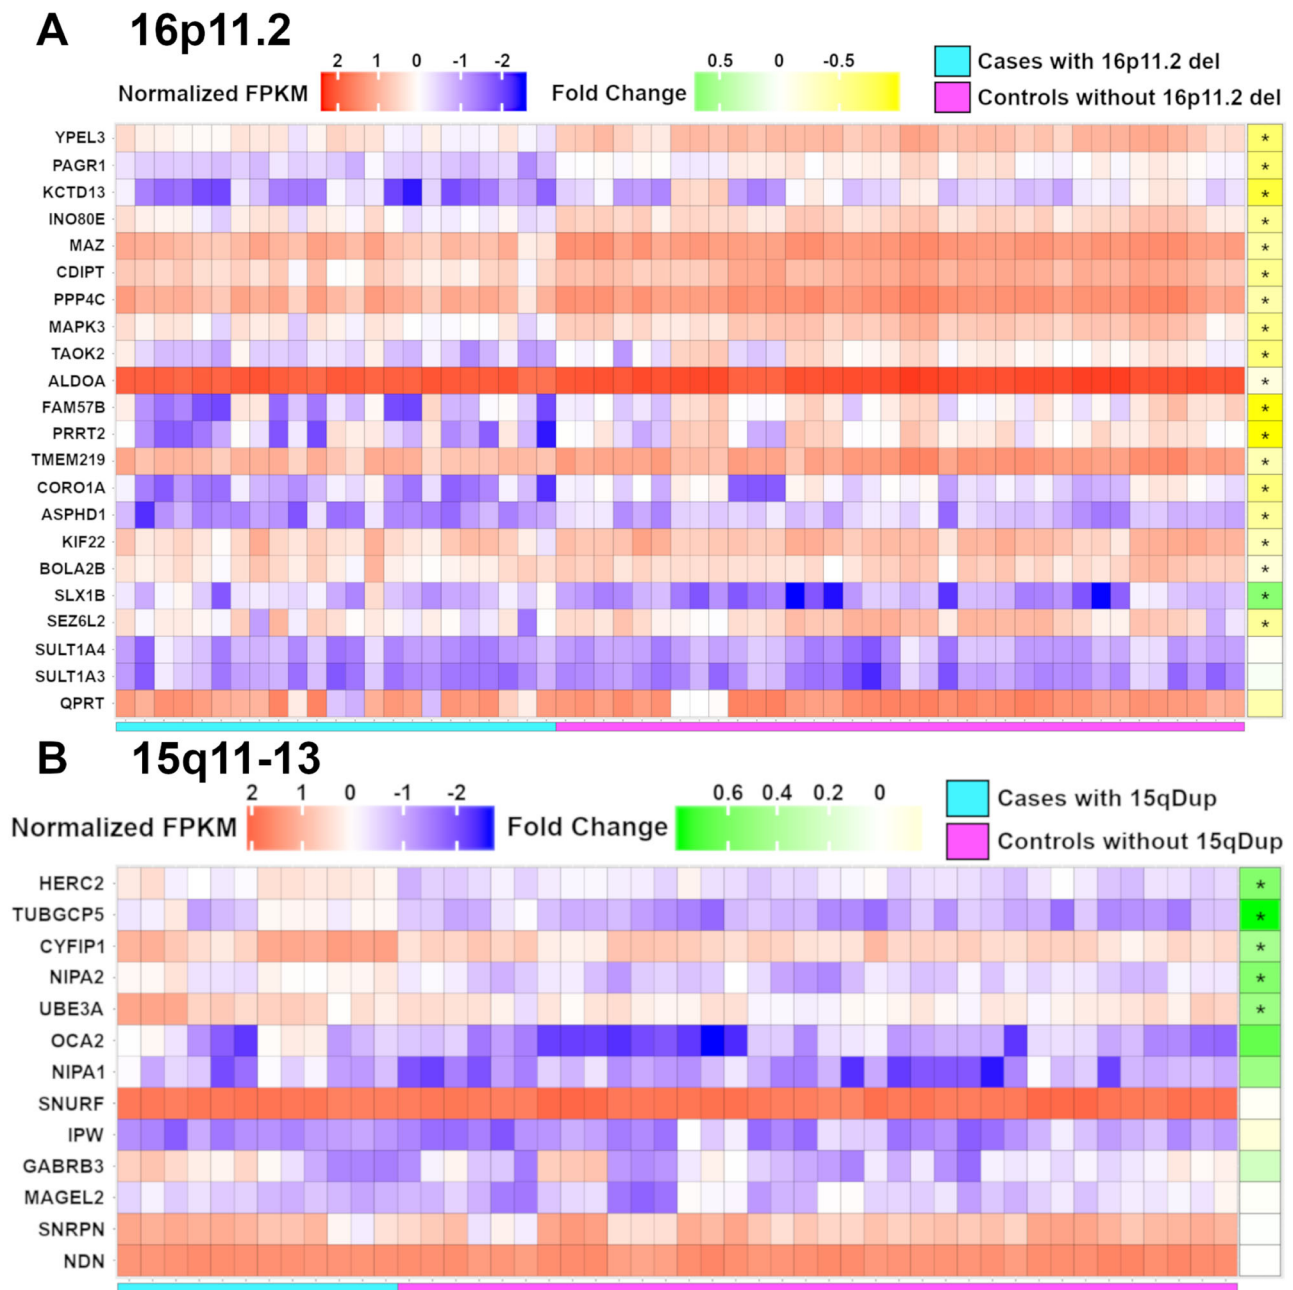 A 16p11.2
2 1 0 -1 -2
0.5 0 -0.5
Normalized FPKM
Fold Change
Cases with 16p11.2 del
Controls without 16p11.2 del
YPEL3 *
PAGR1 *
KCTD13 *
INO80E *
MAZ *
CDIPT *
PPP4C *
MAPK3 *
TAOK2 *
ALDOA *
FAM57B *
PRRT2 *
TMEM219 *
CORO1A *
ASPHD1 *
KIF22 *
BOLA2B *
SLX1B *
SEZ6L2 *
SULT1A4
SULT1A3
QPRT
B 15q11-13
2 1 0 -1 -2
0.6 0.4 0.2 0
Normalized FPKM
Fold Change
Cases with 15qDup
Controls without 15qDup
HERC2 *
TUBGCP5 *
CYFIP1 *
NIPA2 *
UBE3A *
OCA2
NIPA1
SNURF
IPW
GABRB3
MAGEL2
SNRPN
NDN